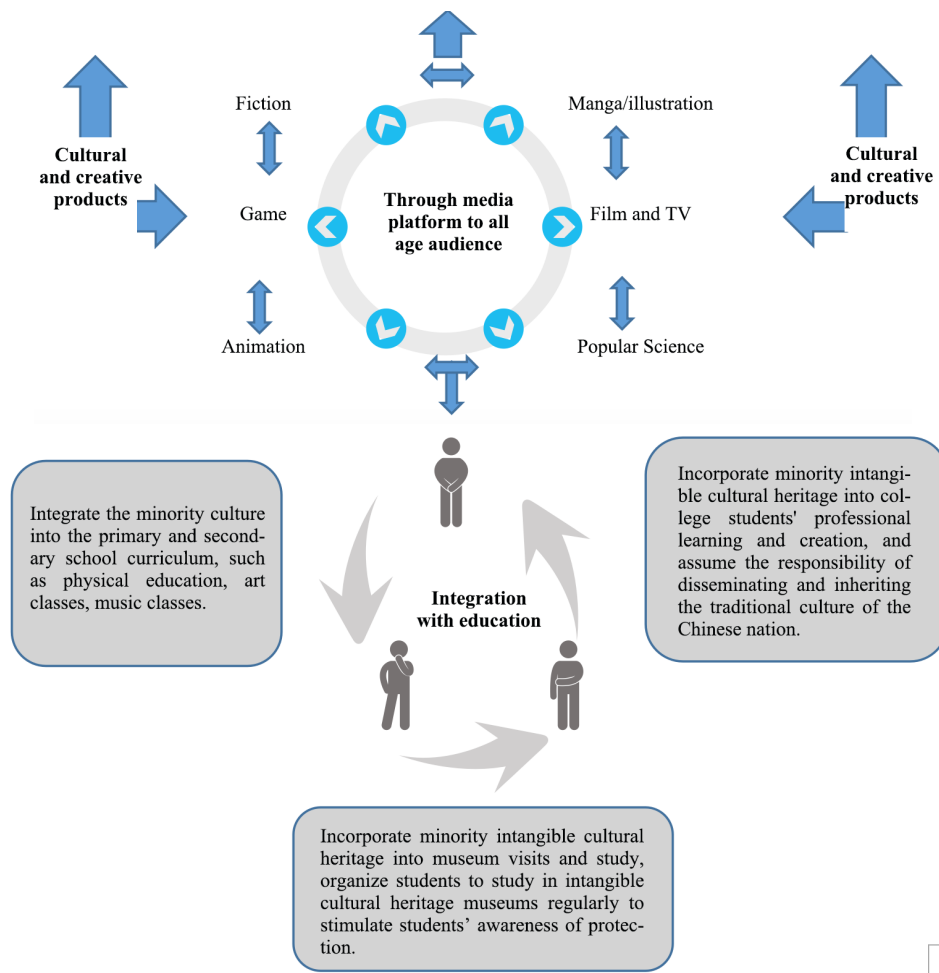 Fiction
Manga/illustration
Cultural
and creative
products
Cultural
and creative
products
Through media
platform to all
age audience
Game
Film and TV
Animation
Popular Science
Integrate the minority culture
into the primary and second-
ary school curriculum, such
as physical education, art
classes, music classes.
Incorporate minority intangi-
ble cultural heritage into col-
lege students' professional
learning and creation, and
assume the responsibility of
disseminating and inheriting
the traditional culture of the
Chinese nation.
Integration
with education
Incorporate minority intangible cultural
heritage into museum visits and study,
organize students to study in intangible
cultural heritage museums regularly to
stimulate students’ awareness of protec-
tion.